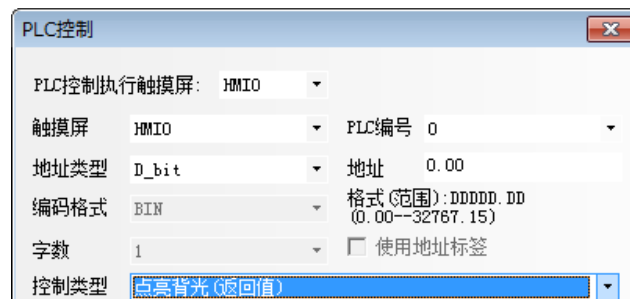 PLC控制
PLC控制执行触摸屏: HMI0
触摸屏 HMI0 PLC编号 0
地址类型 D_bit 地址 0.00
编码格式 BIN 格式(范围):DDDDD.DD
(0.00--32767.15)
字数 1 使用地址标签
控制类型 点亮背光(返回值)